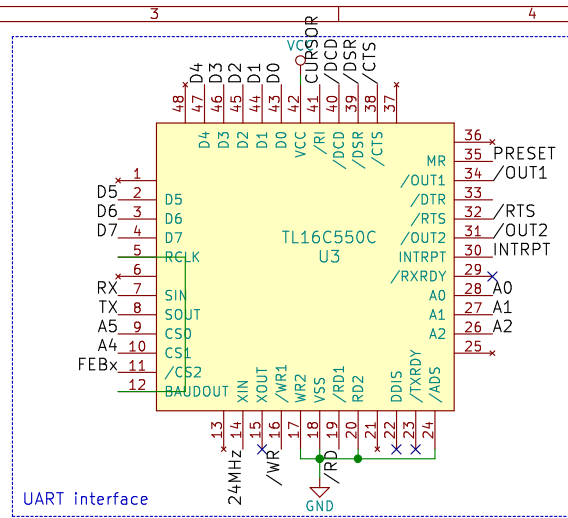 3
4
VCC
D4
D3
D2
D1
D0
CURSOR
/DCD
/DSR
/CTS
48
47
46
45
44
43
42
41
40
39
38
37
D4
D3
D2
D1
D0
VCC
/RI
/DCD
/DSR
/CTS
1
D5 2 D5
D6 3 D6
D7 4 D7
5 RCLK
6
RX 7 SIN
TX 8 SOUT
A5 9 CS0
A4 10 CS1
FEBx 11 /CS2
12 BAUDOUT
TL16C550C
U3
36
MR 35 PRESET
/OUT1 34 /OUT1
/DTR 33
/RTS 32 /RTS
/OUT2 31 /OUT2
INTRPT 30 INTRPT
/RXRDY 29
A0 28 A0
A1 27 A1
A2 26 A2
25
XIN
XOUT
/WR1
WR2
VSS
/RD1
RD2
DDIS
/TXRDY
/ADS
13
14
15
16
17
18
19
20
21
22
23
24
24MHz
/WR
/RD
GND
UART interface